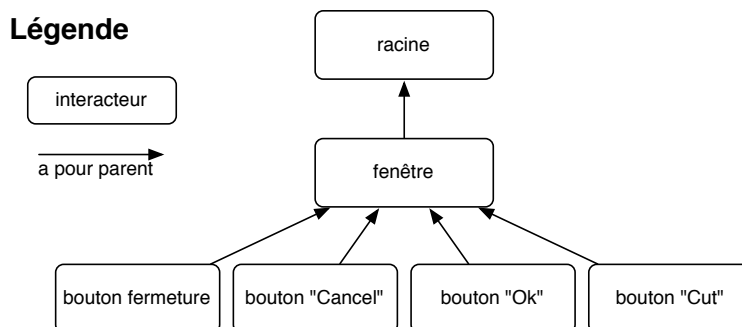 Légende
racine
interacteur
a pour parent
fenêtre
bouton fermeture
bouton "Cancel"
bouton "Ok"
bouton "Cut"